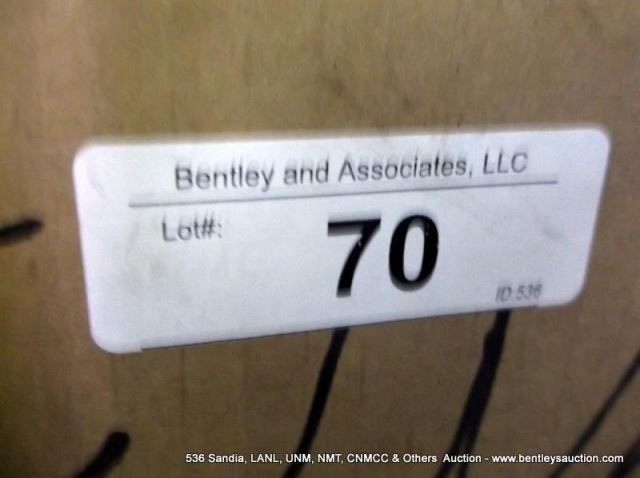 Bentley and Associates, LLC
Lot#:
70
ID:536
536 Sandia, LANL, UNM, NMT, CNMCC & Others Auction - www.bentleysauction.com